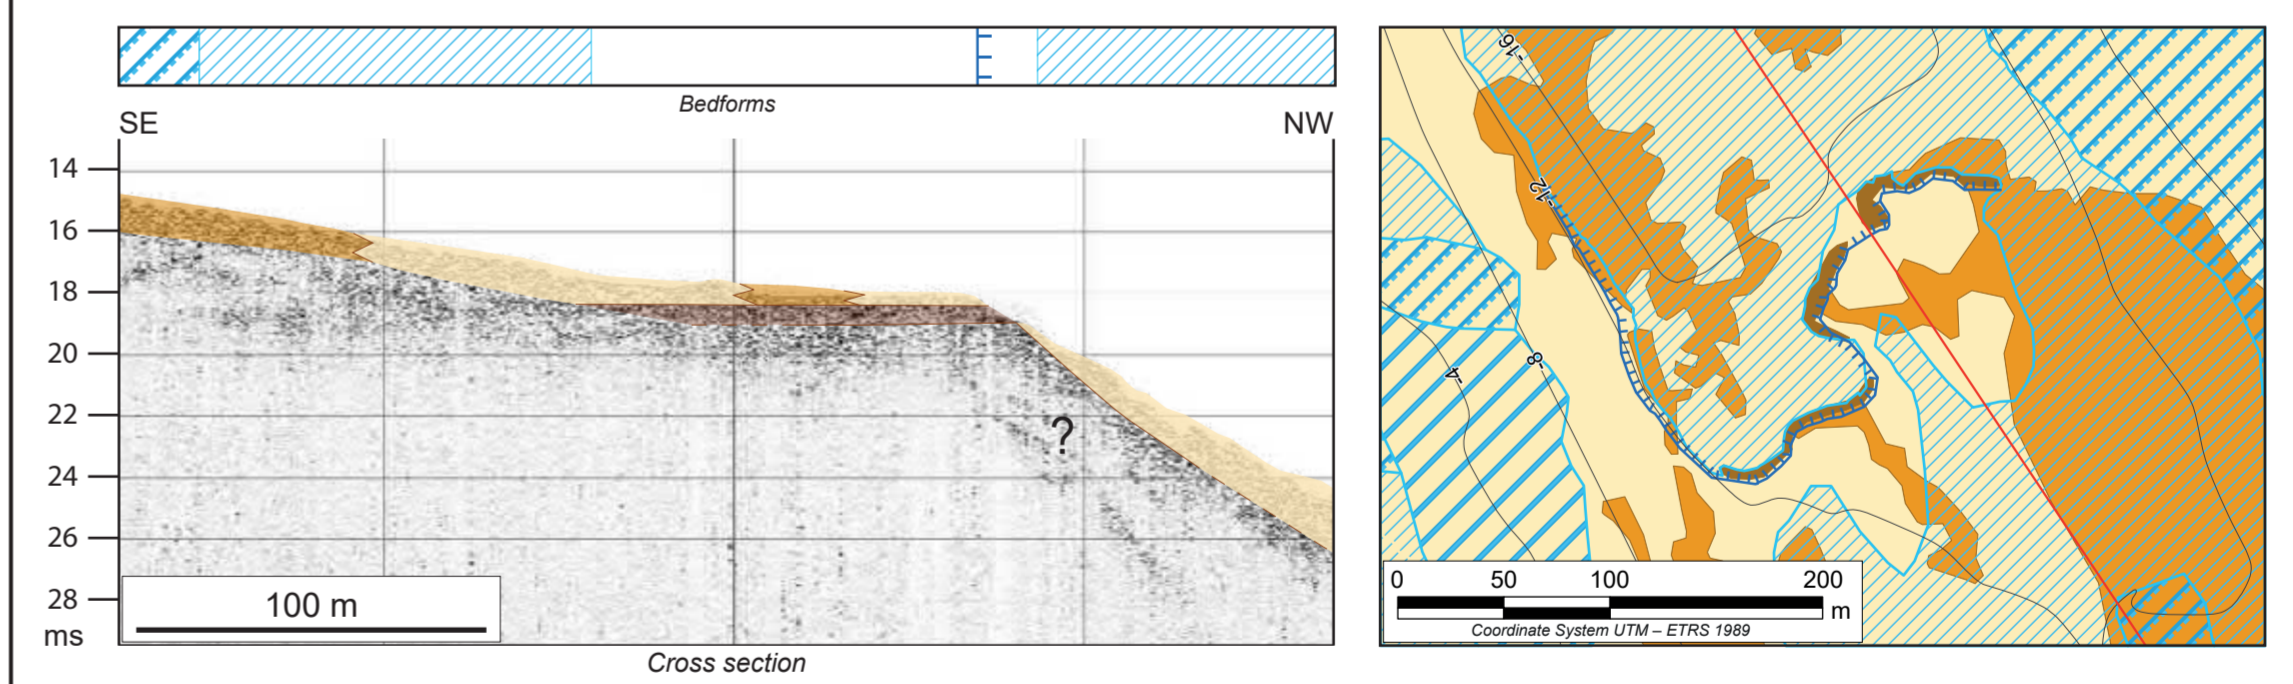 Bedforms
SE
NW
14
16
18
20
22
24
26
28
ms
?
100 m
Cross section
-16
-12
-8
-4
0 50 100 200
m
Coordinate System UTM – ETRS 1989